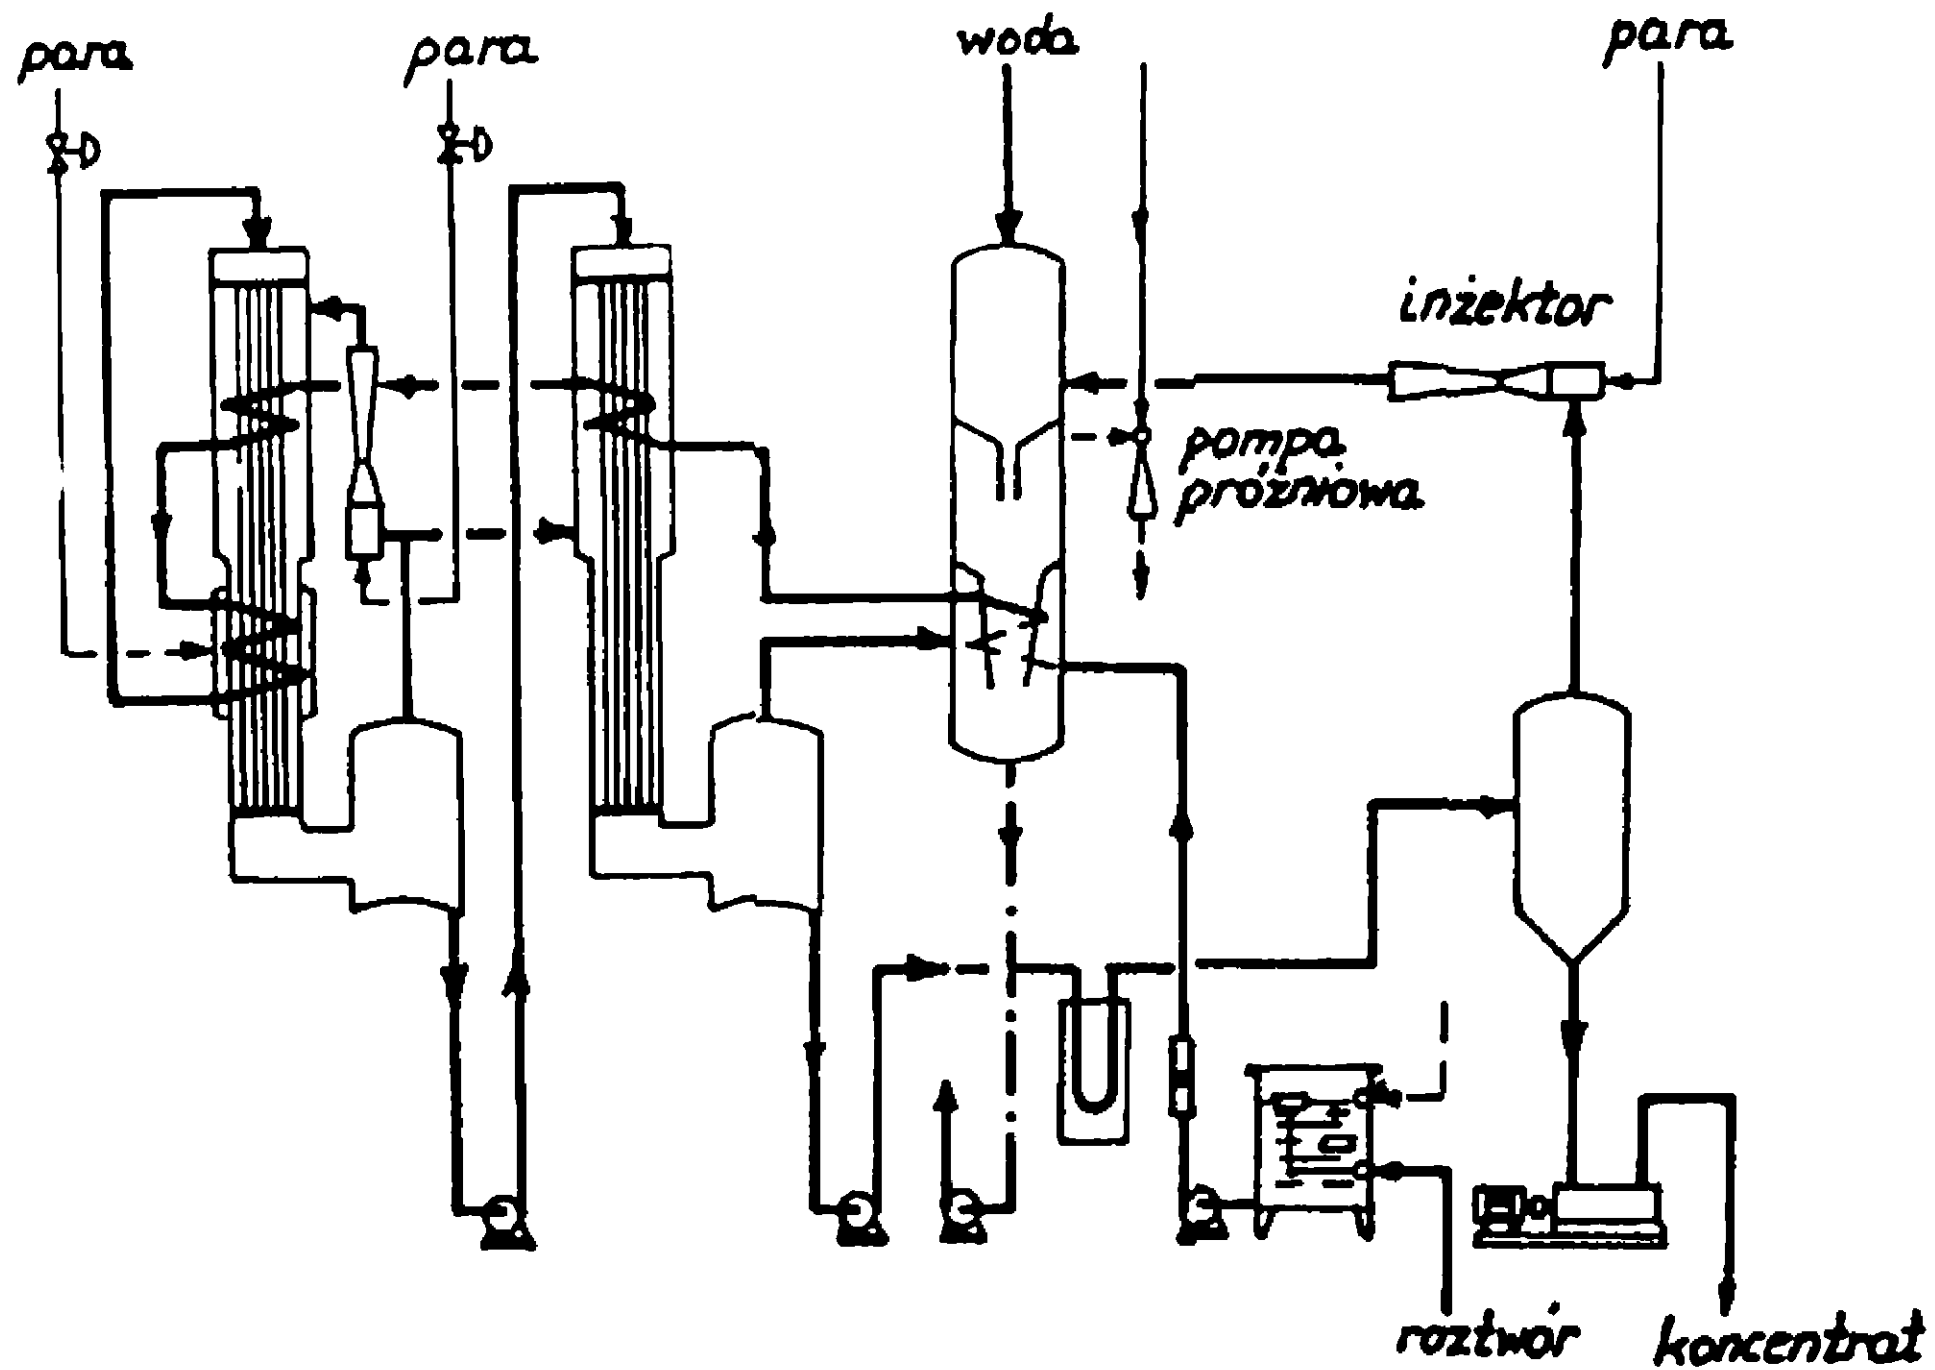 para
para
woda
para
inżektor
pompa
próżniowa
roztwór
koncentrat